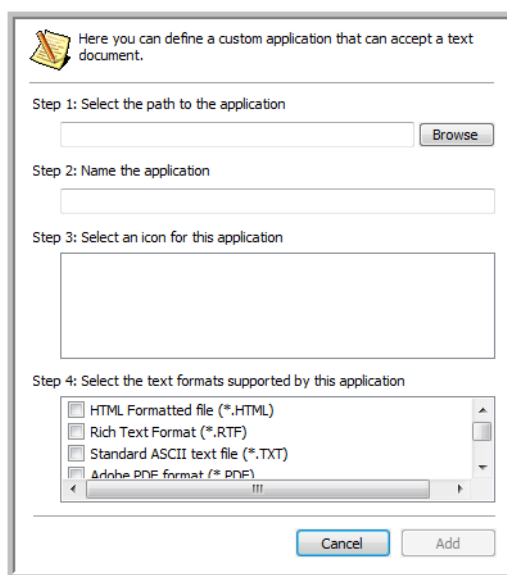 Here you can define a custom application that can accept a text
document.
Step 1: Select the path to the application
Browse
Step 2: Name the application
Step 3: Select an icon for this application
Step 4: Select the text formats supported by this application
HTML Formatted file (*.HTML)
Rich Text Format (*.RTF)
Standard ASCII text file (*.TXT)
Adobe PDF format (*.PDF)
Cancel Add